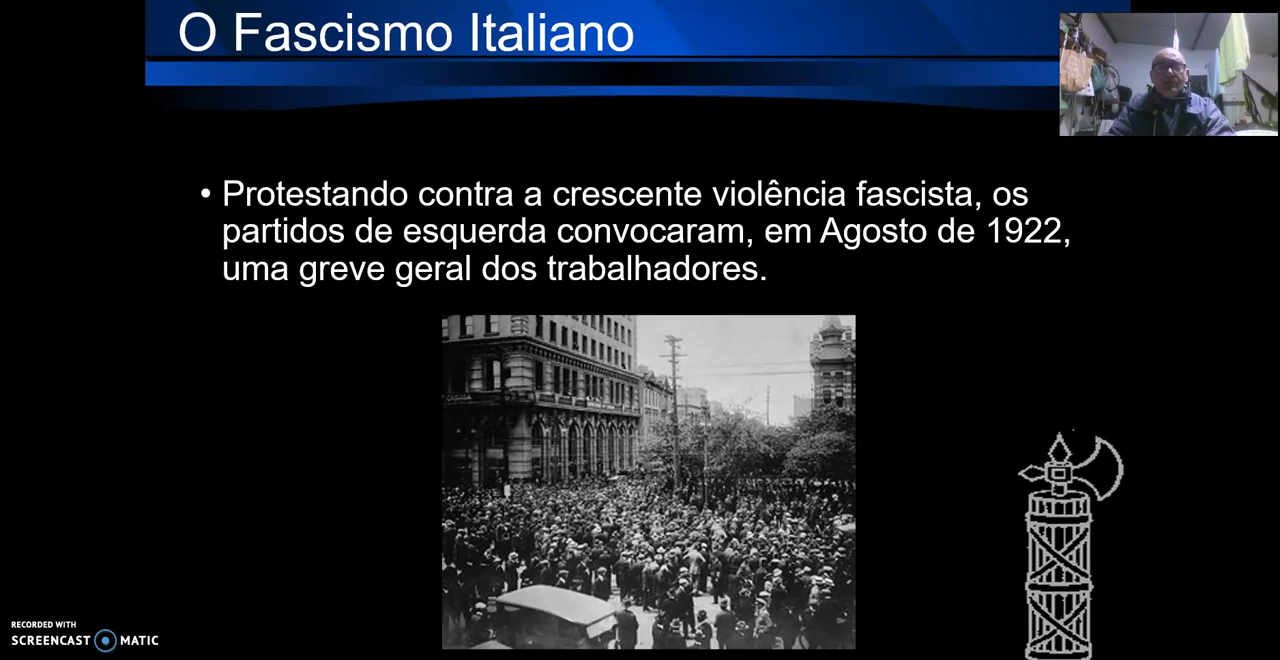 O Fascismo Italiano
• Protestando contra a crescente violência fascista, os
partidos de esquerda convocaram, em Agosto de 1922,
uma greve geral dos trabalhadores.
CANADA
RECORDED WITH
SCREENCAST MATIC